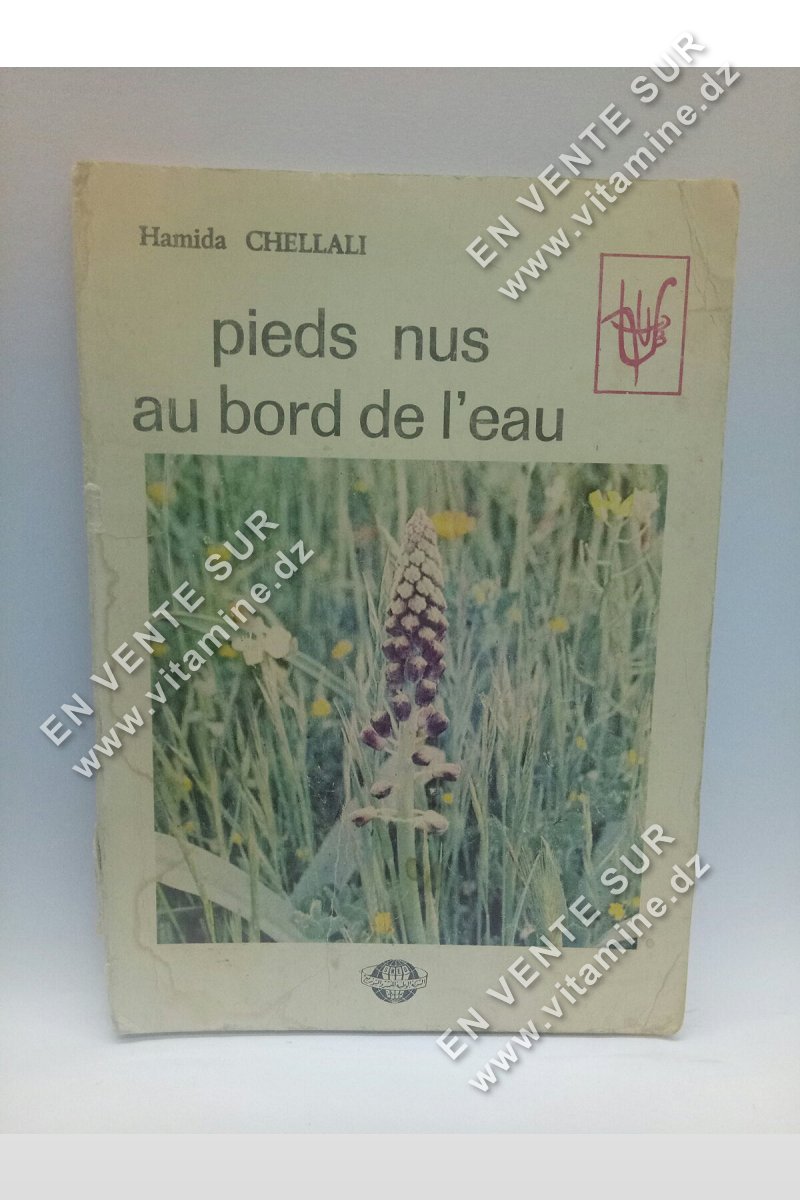 EN VENTE SUR
www.vitamine.dz
Hamida CHELLALI
pieds nus
au bord de l'eau
EN VENTE SUR
www.vitamine.dz
EN VENTE SUR
www.vitamine.dz